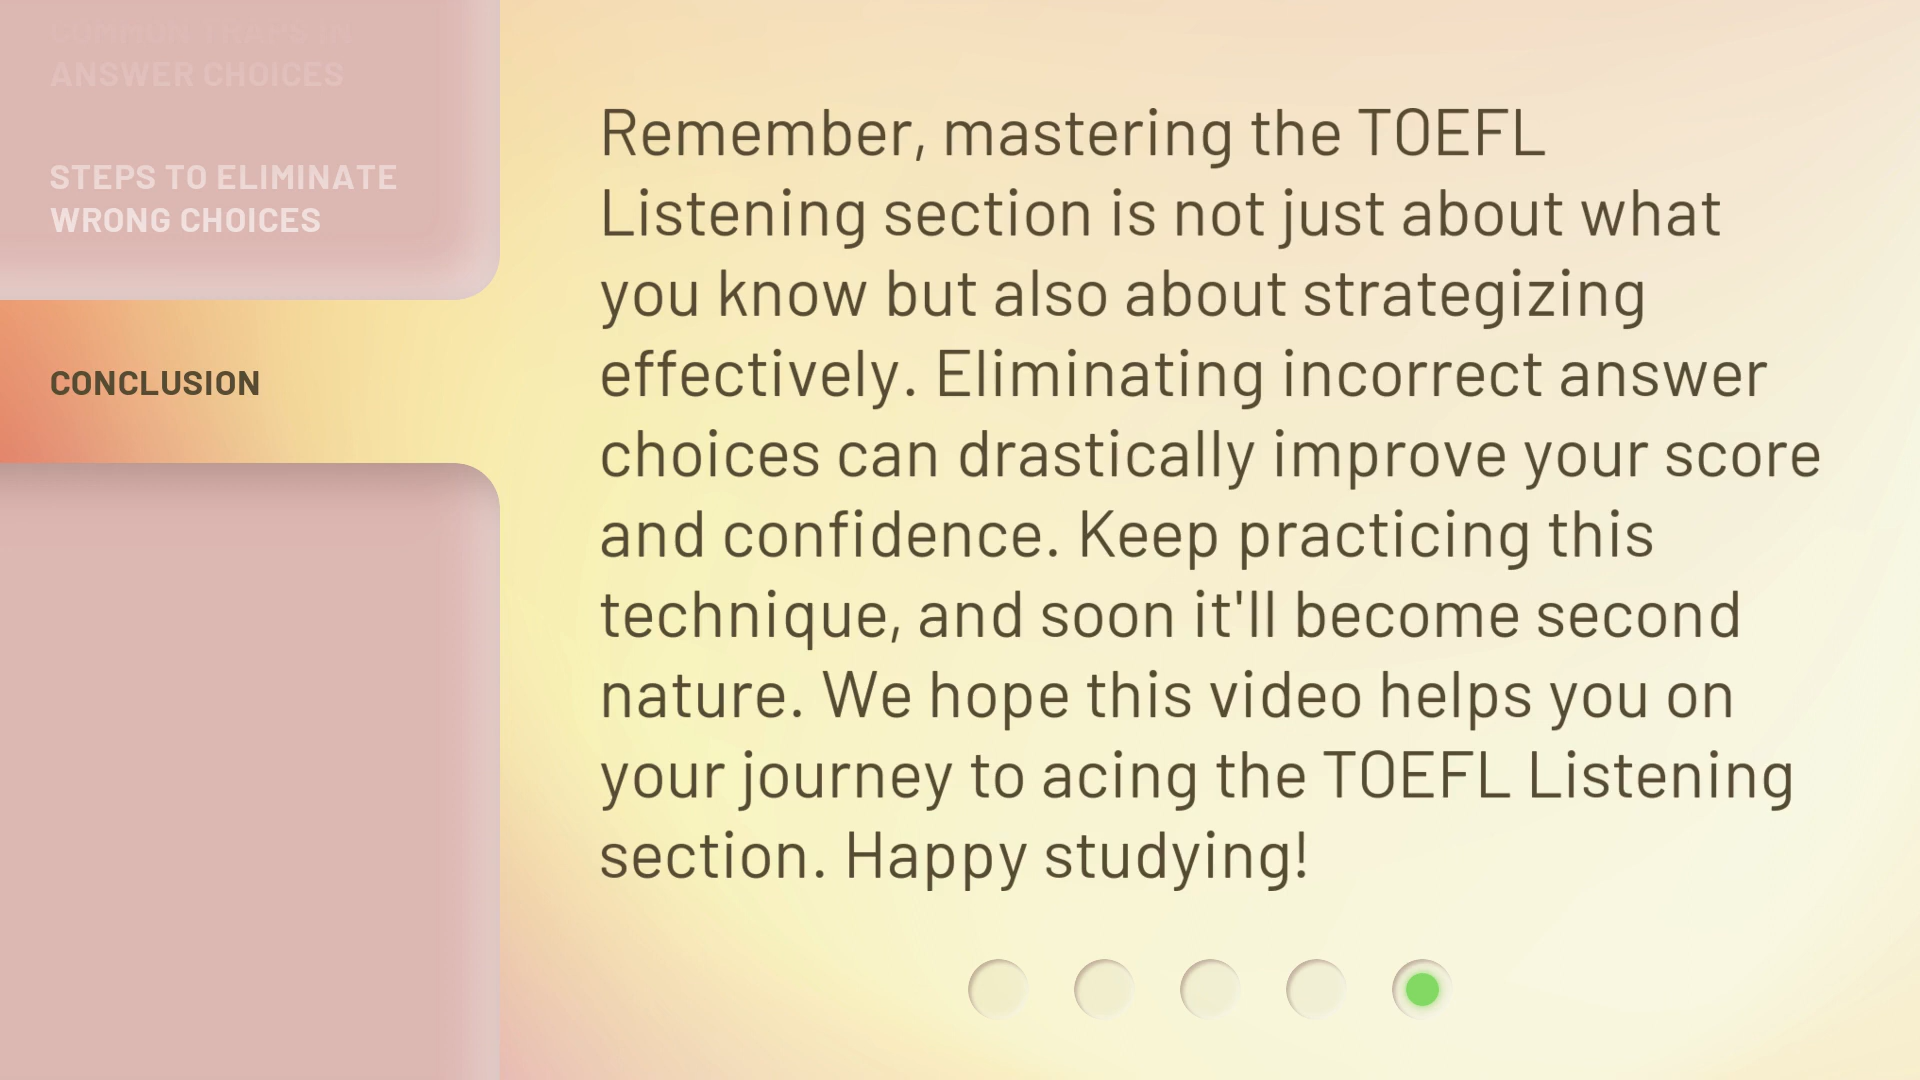 COMMON TRAPS IN
ANSWER CHOICES
STEPS TO ELIMINATE
WRONG CHOICES
CONCLUSION
Remember, mastering the TOEFL
Listening section is not just about what
you know but also about strategizing
effectively. Eliminating incorrect answer
choices can drastically improve your score
and confidence. Keep practicing this
technique, and soon it'll become second
nature. We hope this video helps you on
your journey to acing the TOEFL Listening
section. Happy studying!